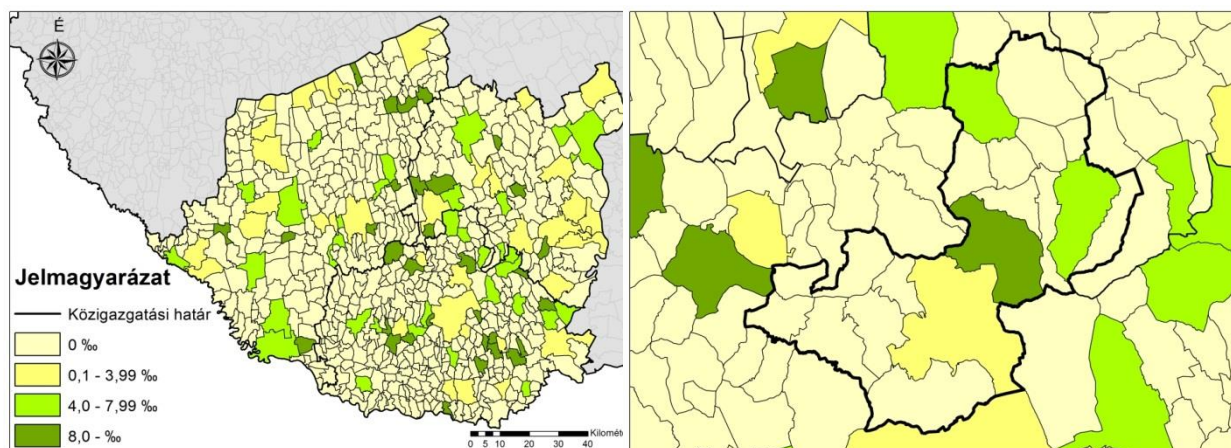 É
Jelmagyarázat
Közigazgatási határ
0 ‰
0,1 - 3,99 ‰
4,0 - 7,99 ‰
8,0 - ‰
Kilométe
0 5 10 20 30 40